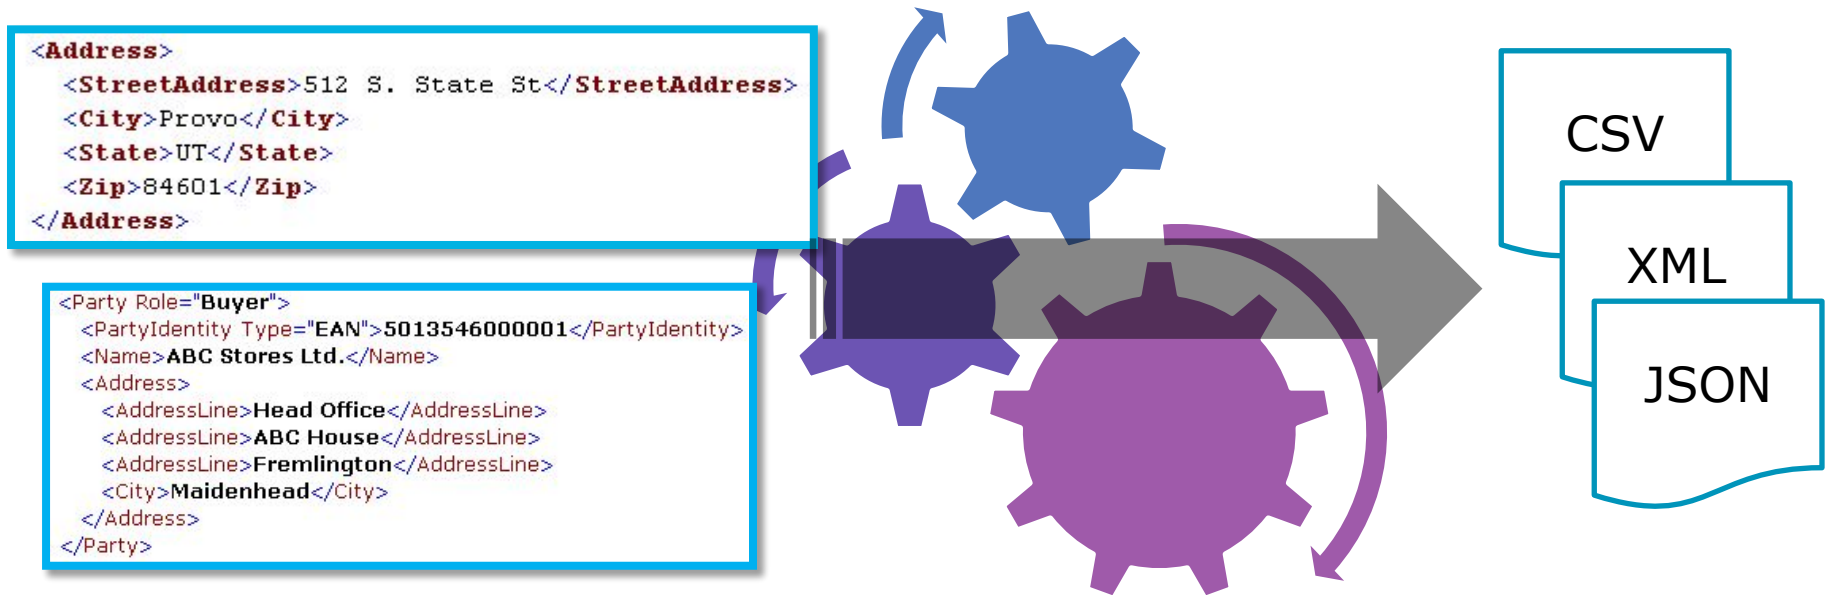 <Address>
<StreetAddress>512 S. State St</StreetAddress>
<City>Provo</City>
<State>UT</State>
<Zip>84601</Zip>
</Address>
<Party Role="Buyer">
<PartyIdentity Type="EAN">5013546000001</PartyIdentity>
<Name>ABC Stores Ltd.</Name>
<Address>
<AddressLine>Head Office</AddressLine>
<AddressLine>ABC House</AddressLine>
<AddressLine>Fremlington</AddressLine>
<City>Maidenhead</City>
</Address>
</Party>
CSV
XML
JSON